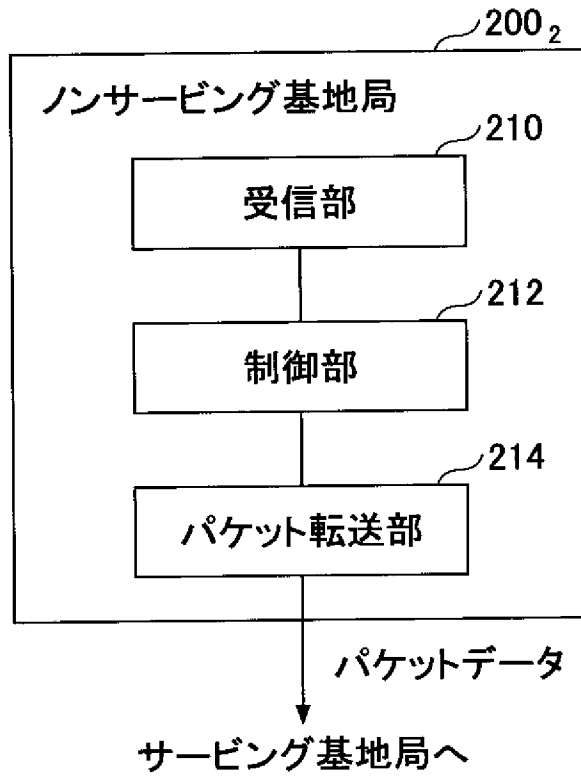 200₂
ノンサービング基地局
210
受信部
212
制御部
214
パケット転送部
パケットデータ
サービング基地局へ